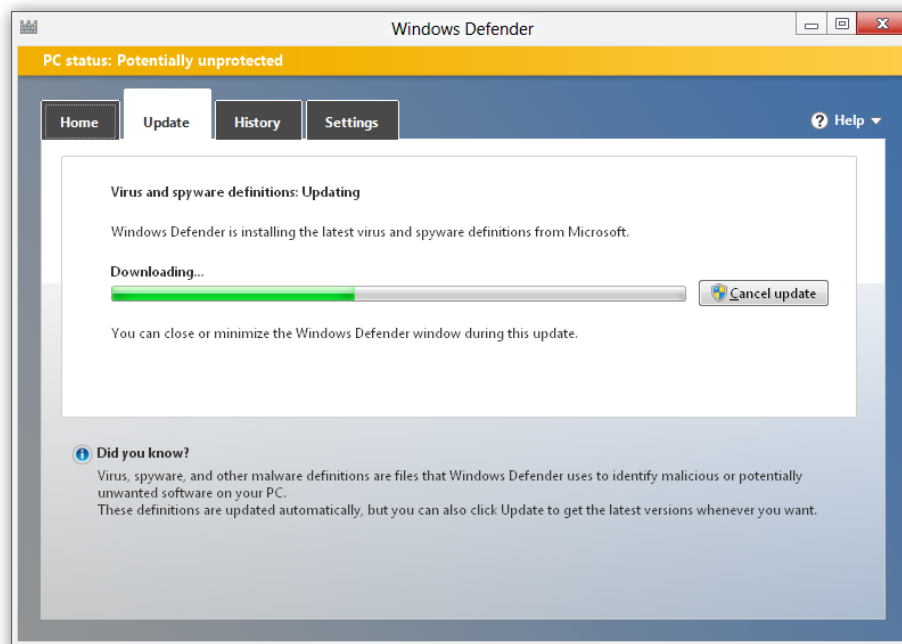 Windows Defender
PC status: Potentially unprotected
Home
Update
History
Settings
Help
Virus and spyware definitions: Updating
Windows Defender is installing the latest virus and spyware definitions from Microsoft.
Downloading...
Cancel update
You can close or minimize the Windows Defender window during this update.
Did you know?
Virus, spyware, and other malware definitions are files that Windows Defender uses to identify malicious or potentially
unwanted software on your PC.
These definitions are updated automatically, but you can also click Update to get the latest versions whenever you want.